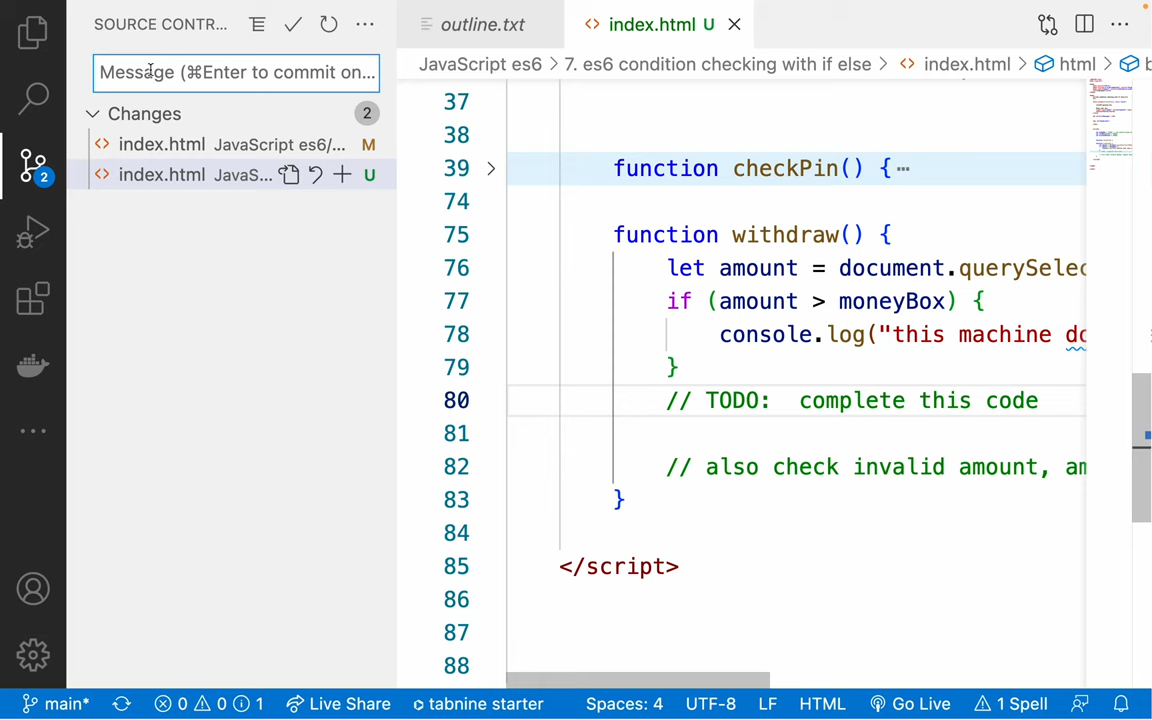 SOURCE CONTR...
Message (⌘Enter to commit on...
Changes 2
index.html JavaScript es6/... M
index.html JavaS... U
2
outline.txt
index.html U
JavaScript es6 > 7. es6 condition checking with if else > index.html > html > b
37
38
39 function checkPin() {…
74
75 function withdraw() {
76 let amount = document.querySelec
77 if (amount > moneyBox) {
78 console.log("this machine do
79 }
80 // TODO:  complete this code
81
82 // also check invalid amount, am
83 }
84
85 </script>
86
87
88
main* 0 0 1 Live Share tabnine starter Spaces: 4 UTF-8 LF HTML Go Live 1 Spell